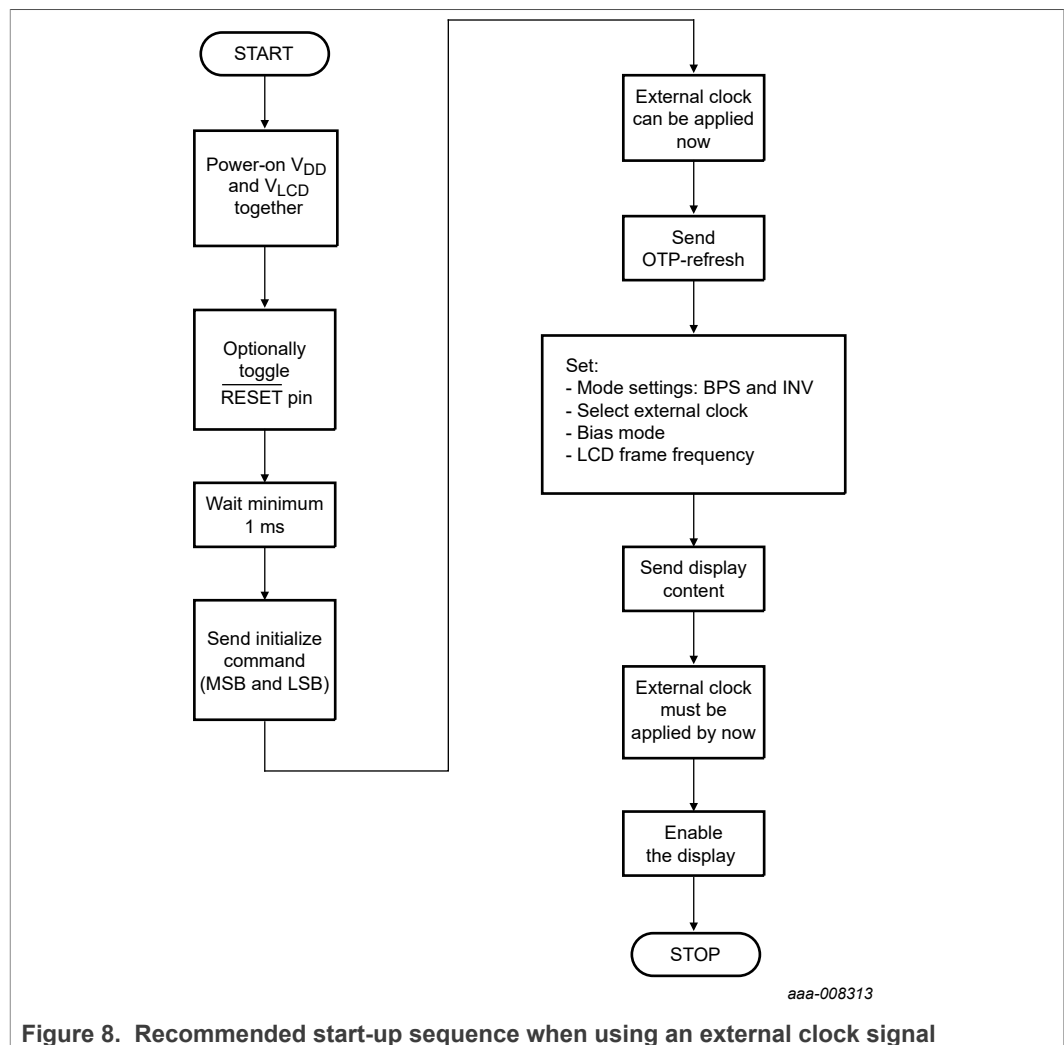 START
Power-on VDD
and VLCD
together
Optionally
toggle
RESET pin
Wait minimum
1 ms
Send initialize
command
(MSB and LSB)
External clock
can be applied
now
Send
OTP-refresh
Set:
- Mode settings: BPS and INV
- Select external clock
- Bias mode
- LCD frame frequency
Send display
content
External clock
must be
applied by now
Enable
the display
STOP
aaa-008313
Figure 8. Recommended start-up sequence when using an external clock signal